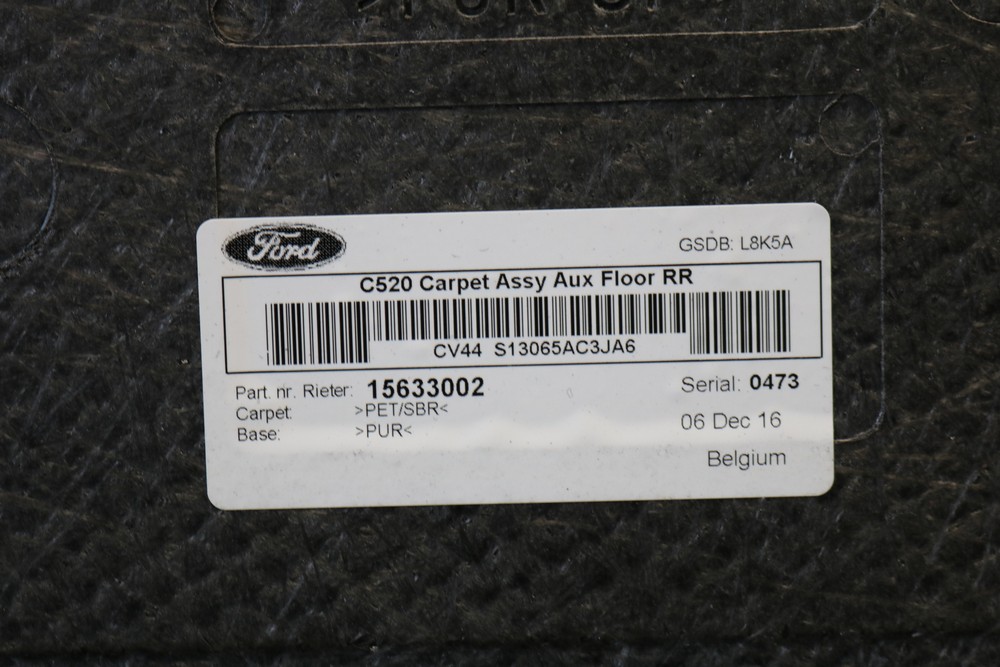 Ford
GSDB: L8K5A
C520 Carpet Assy Aux Floor RR
CV44 S13065AC3JA6
Part. nr. Rieter: 15633002
Serial: 0473
Carpet: >PET/SBR<
06 Dec 16
Base: >PUR<
Belgium